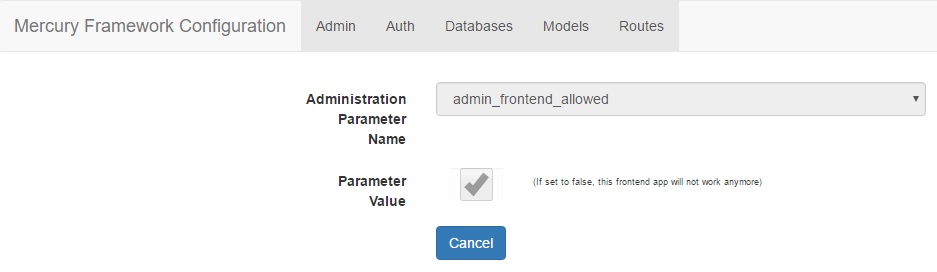 Mercury Framework Configuration Admin Auth Databases Models Routes
Administration Parameter Name
admin_frontend_allowed
Parameter Value
(If set to false, this frontend app will not work anymore)
Cancel